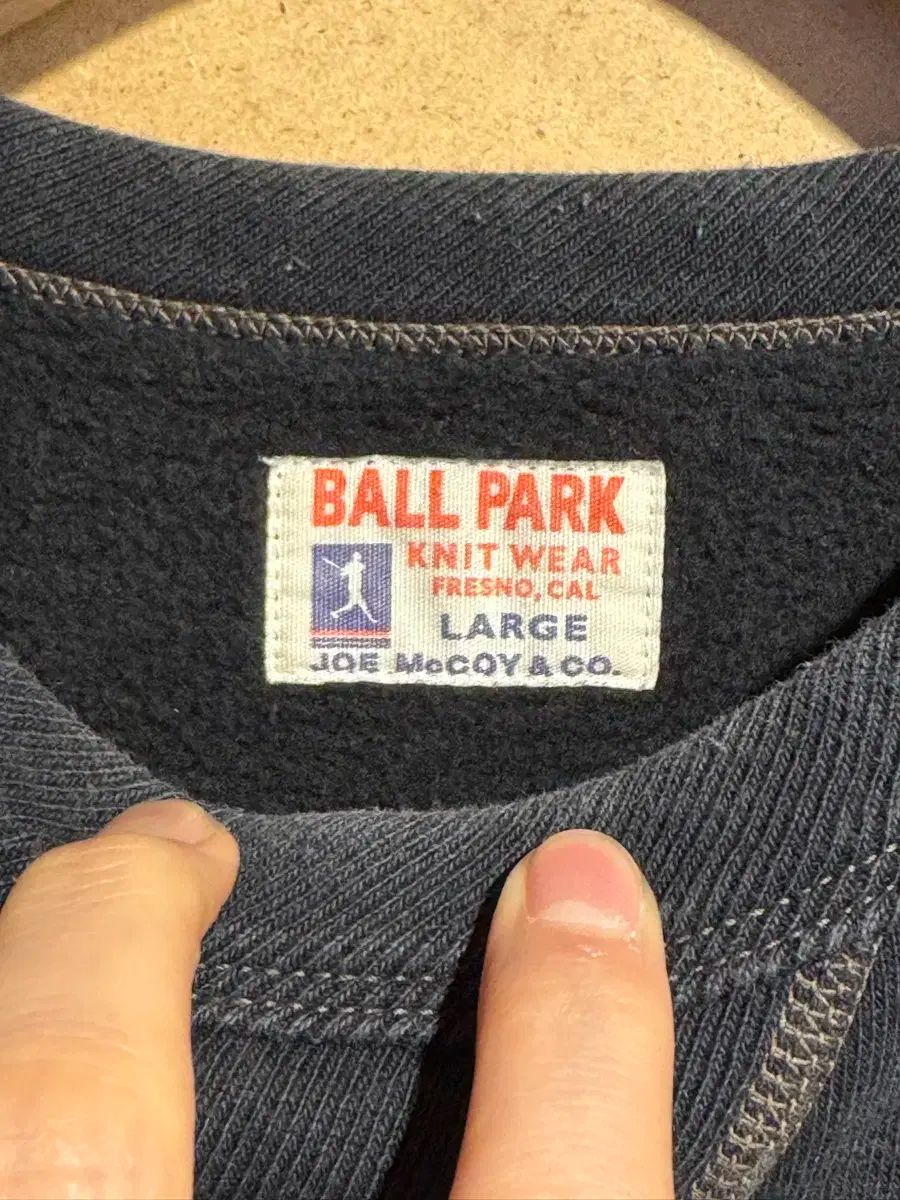 BALL PARK
KNIT WEAR
FRESNO, CAL
LARGE
JOE McCOY & CO.